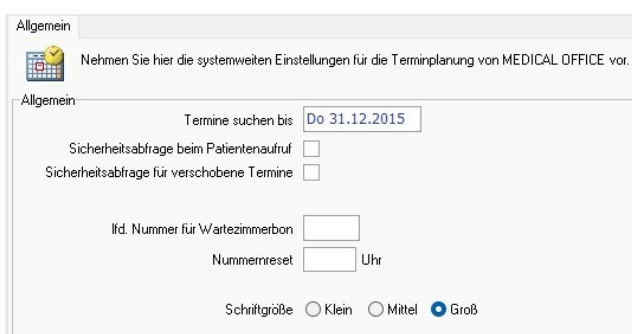 Allgemein
Nehmen Sie hier die systemweiten Einstellungen für die Terminplanung von MEDICAL OFFICE vor.
Allgemein
Termine suchen bis Do 31.12.2015
Sicherheitsabfrage beim Patientenaufruf
Sicherheitsabfrage für verschobene Termine
lfd. Nummer für Wartezimmerbon
Nummernreset Uhr
Schriftgröße Klein Mittel Groß